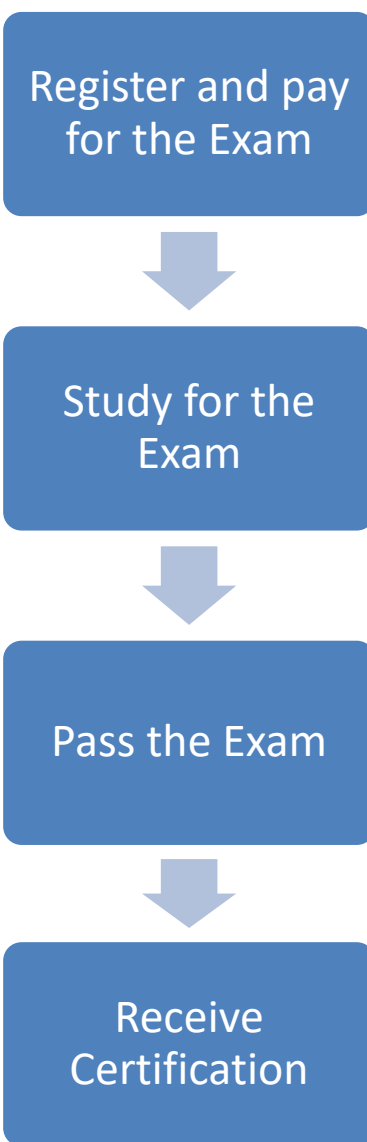 Register and pay
for the Exam
Study for the
Exam
Pass the Exam
Receive
Certification